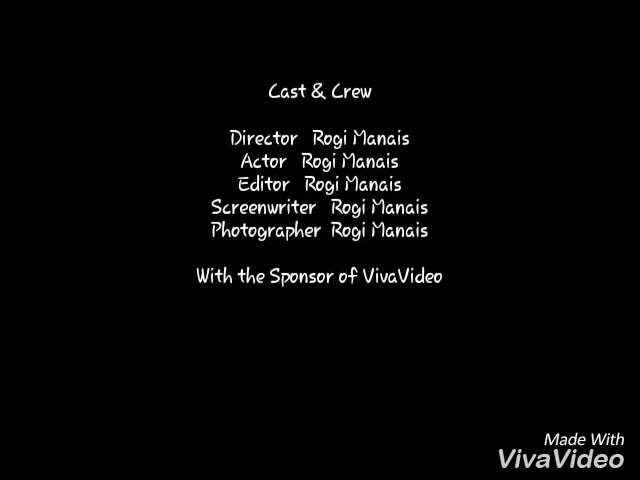 Cast & Crew
Director Rogi Manais
Actor Rogi Manais
Editor Rogi Manais
Screenwriter Rogi Manais
Photographer Rogi Manais
With the Sponsor of VivaVideo
Made With
VivaVideo